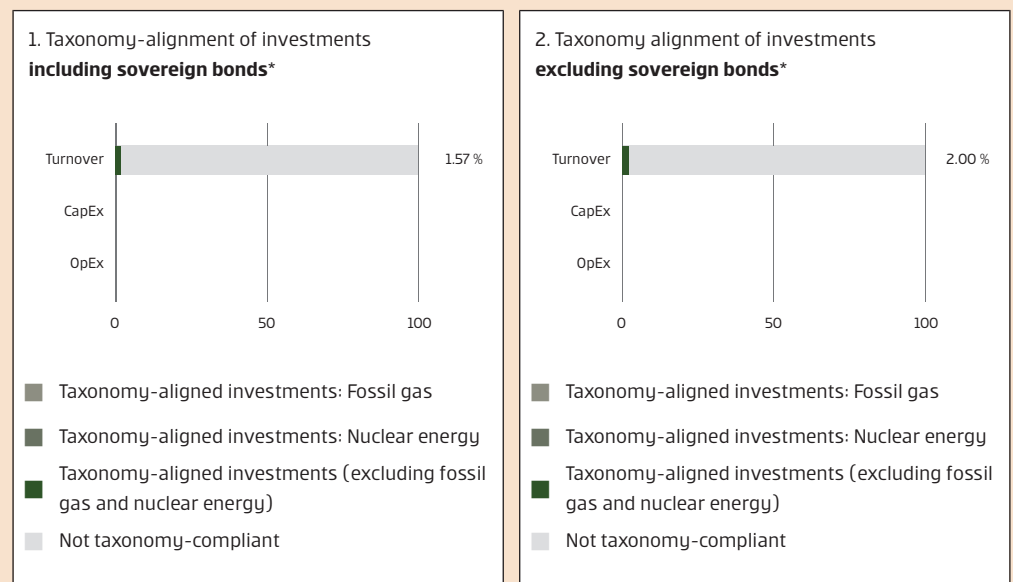 1. Taxonomy-alignment of investments
including sovereign bonds*
Turnover
1.57 %
CapEx
OpEx
0 50 100
Taxonomy-aligned investments: Fossil gas
Taxonomy-aligned investments: Nuclear energy
Taxonomy-aligned investments (excluding fossil
gas and nuclear energy)
Not taxonomy-compliant
2. Taxonomy alignment of investments
excluding sovereign bonds*
Turnover
2.00 %
CapEx
OpEx
0 50 100
Taxonomy-aligned investments: Fossil gas
Taxonomy-aligned investments: Nuclear energy
Taxonomy-aligned investments (excluding fossil
gas and nuclear energy)
Not taxonomy-compliant